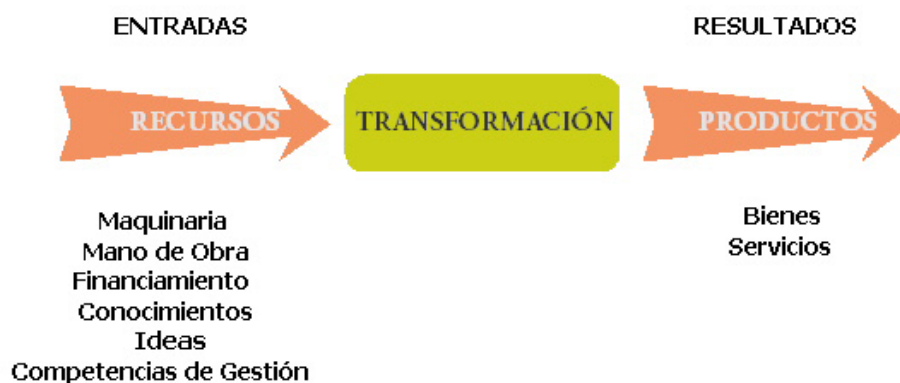 ENTRADAS
RESULTADOS
RECURSOS
TRANSFORMACIÓN
PRODUCTOS
Maquinaria
Mano de Obra
Financiamiento
Conocimientos
Ideas
Competencias de Gestión
Bienes
Servicios